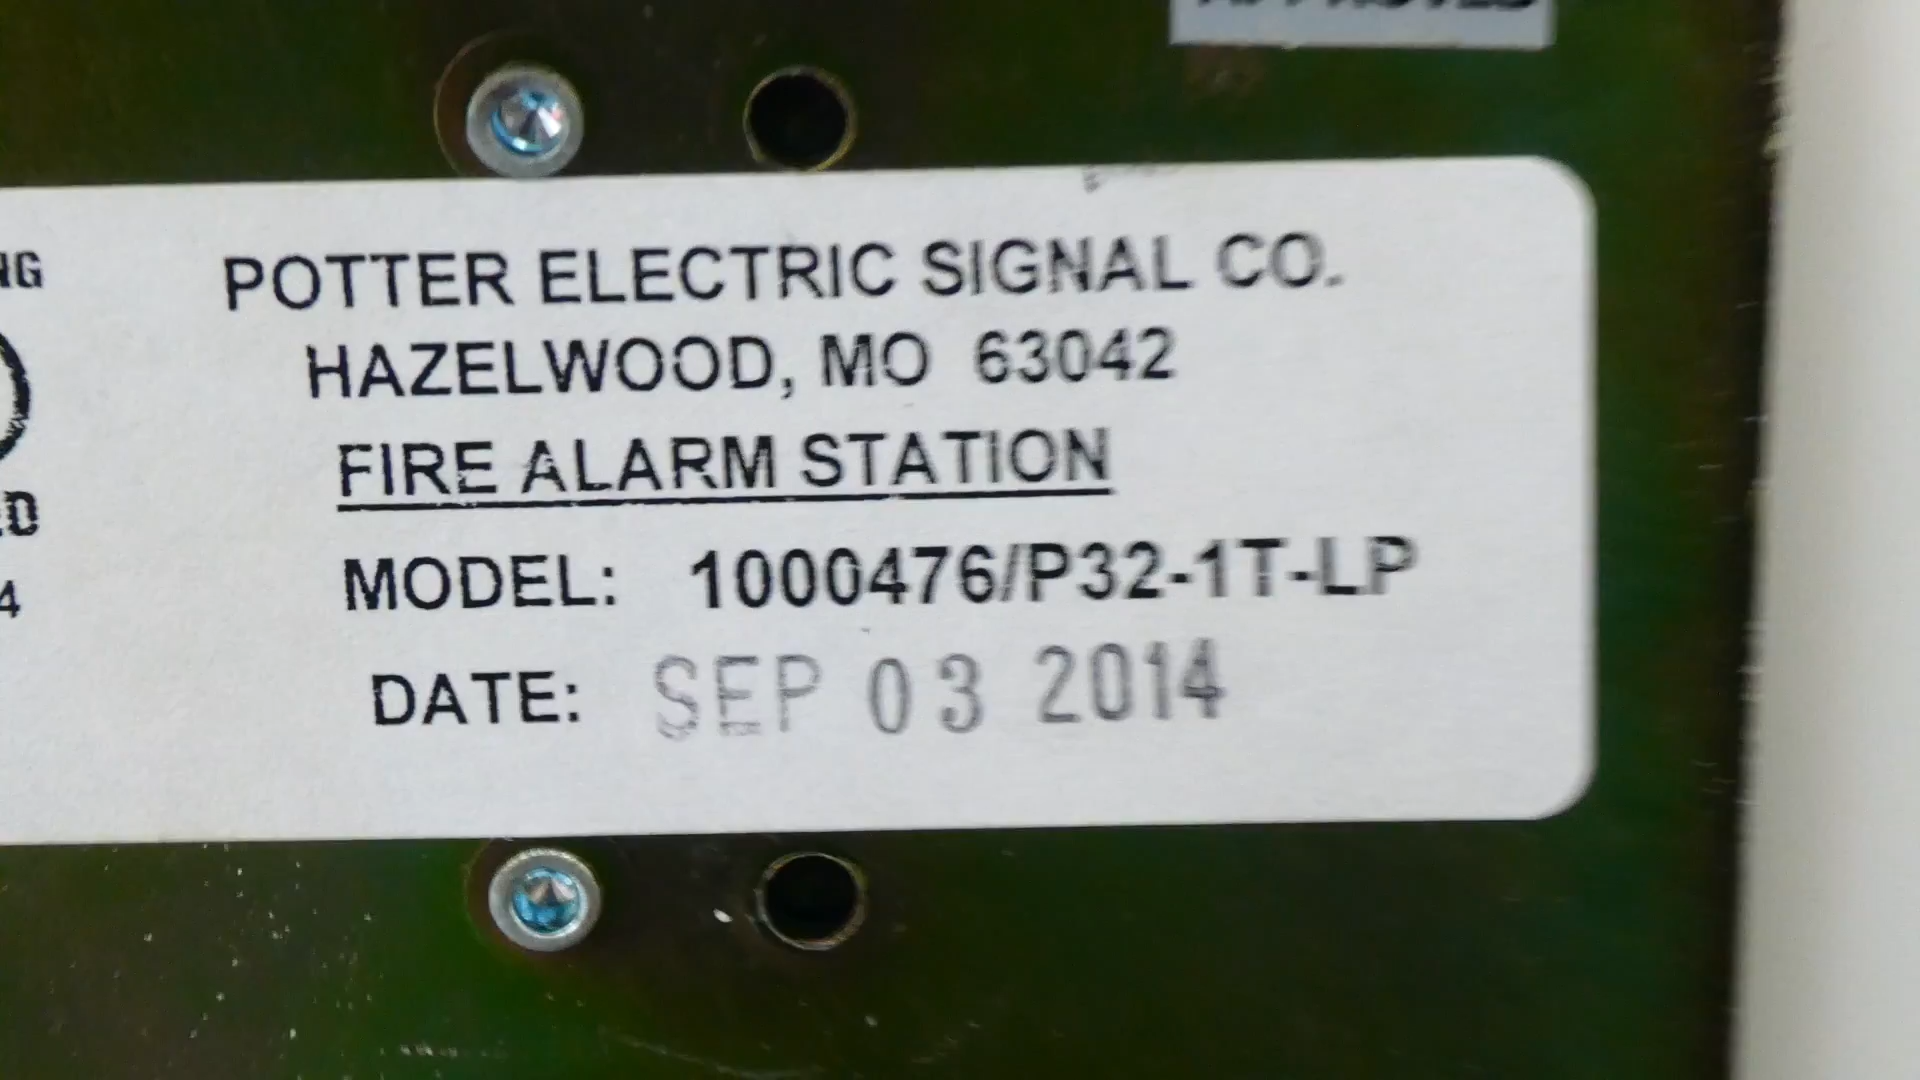 POTTER ELECTRIC SIGNAL CO.
HAZELWOOD, MO 63042
FIRE ALARM STATION
MODEL: 1000476/P32-1T-LP
DATE: SEP 03 2014